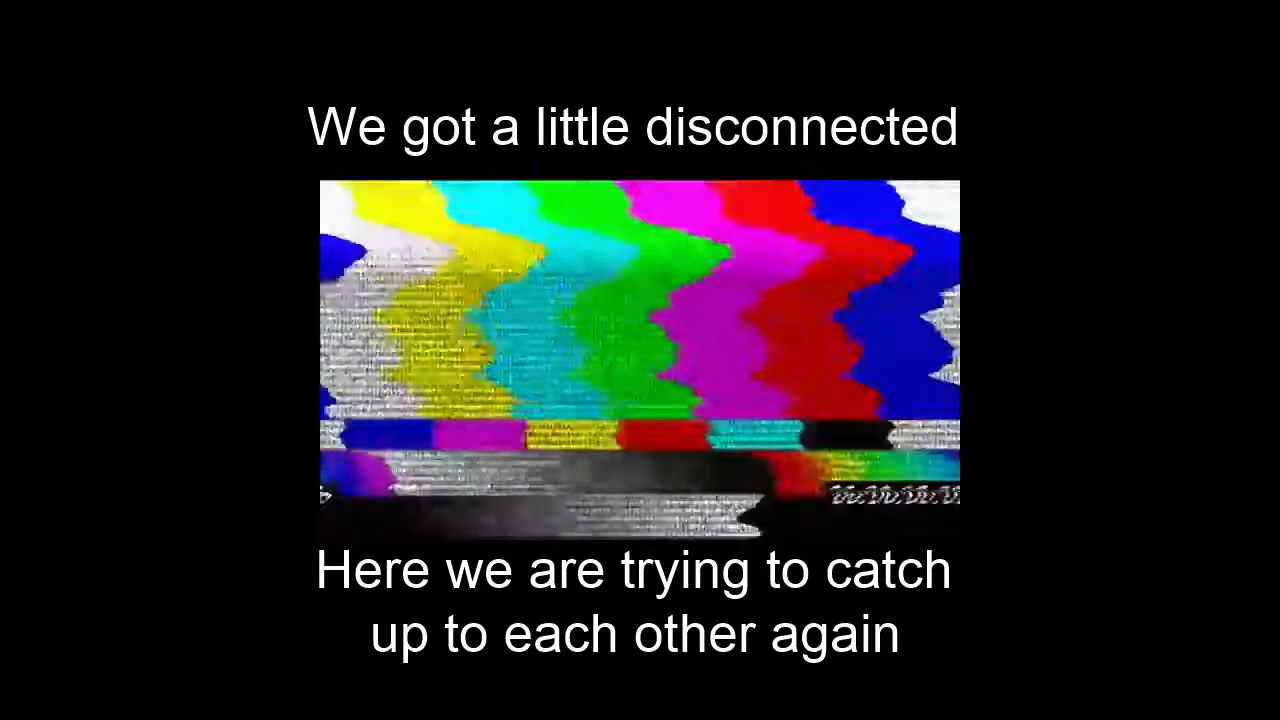 We got a little disconnected
Here we are trying to catch
up to each other again